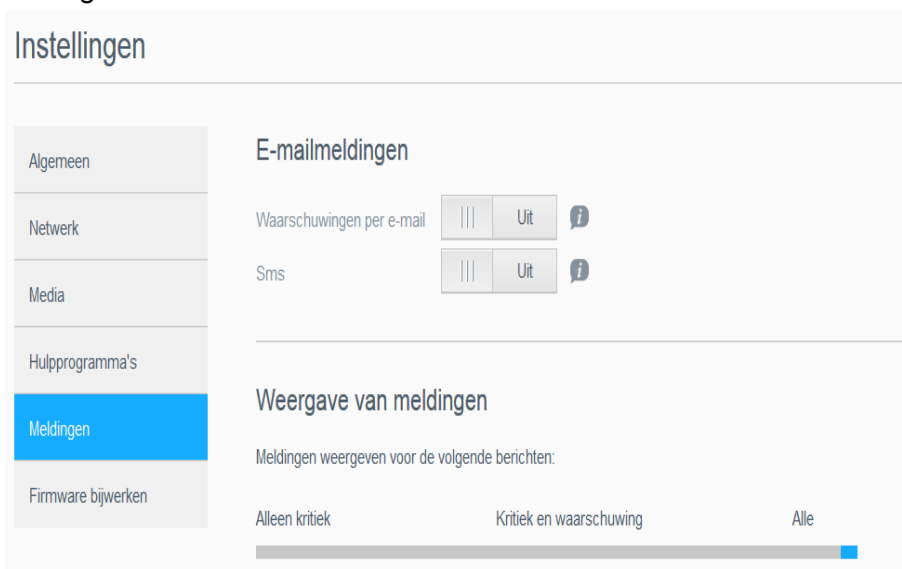 Instellingen
Algemeen
Netwerk
Media
Hulpprogramma's
Meldingen
Firmware bijwerken
E-mailmeldingen
Waarschuwingen per e-mail
Uit
Sms
Uit
Weergave van meldingen
Meldingen weergeven voor de volgende berichten:
Alleen kritiek
Kritiek en waarschuwing
Alle